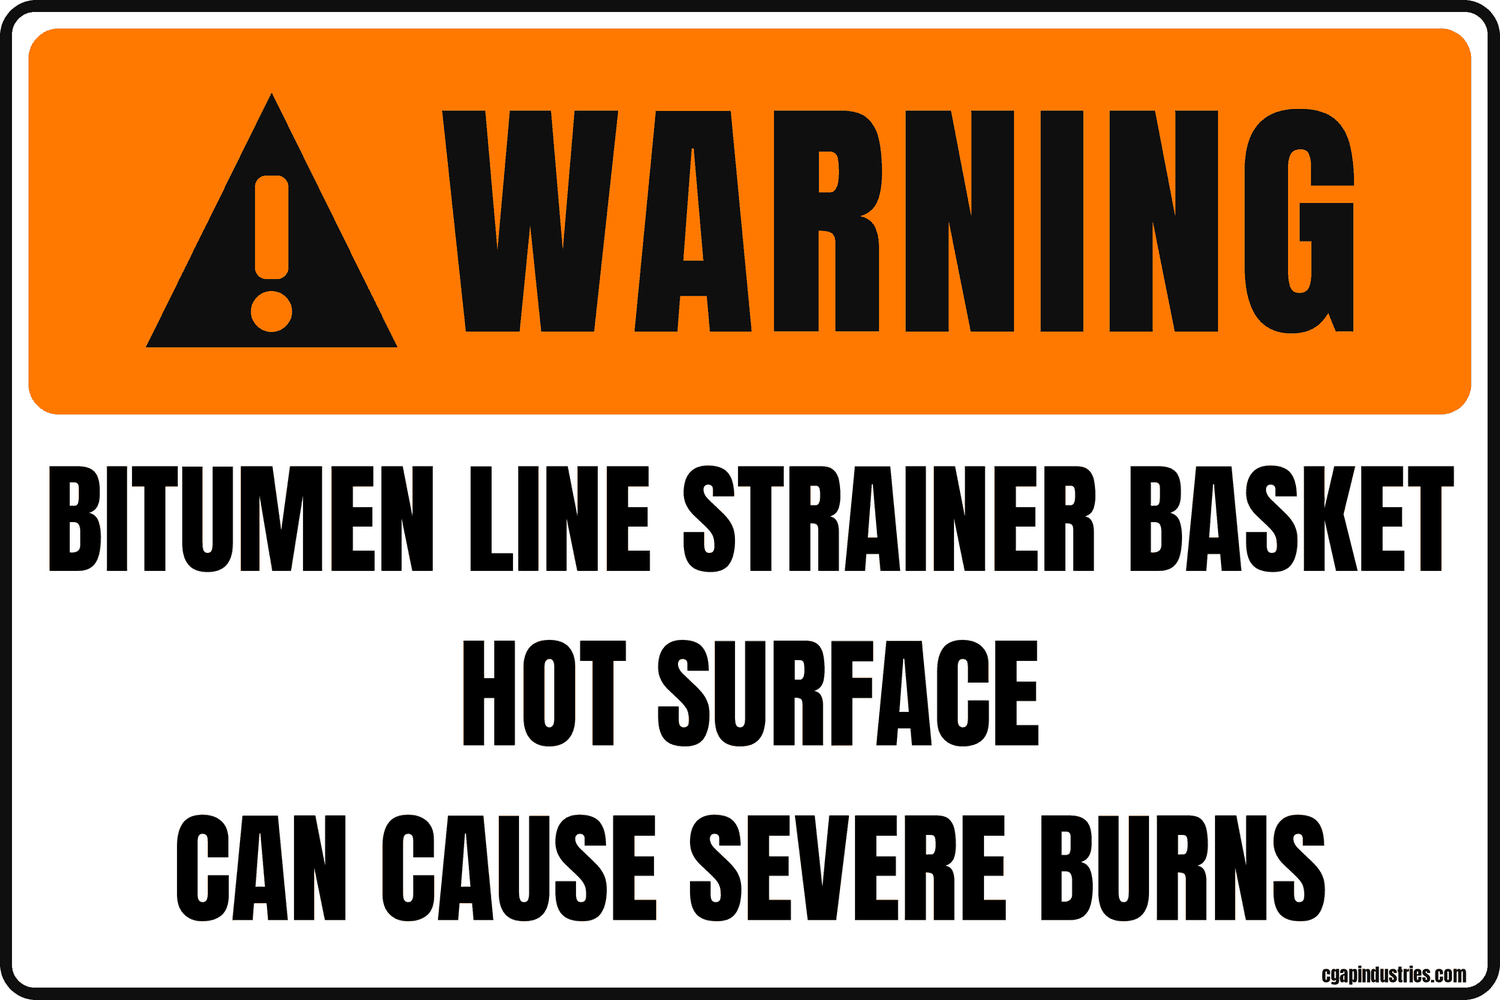 WARNING
BITUMEN LINE STRAINER BASKET
HOT SURFACE
CAN CAUSE SEVERE BURNS
cgapindustries.com